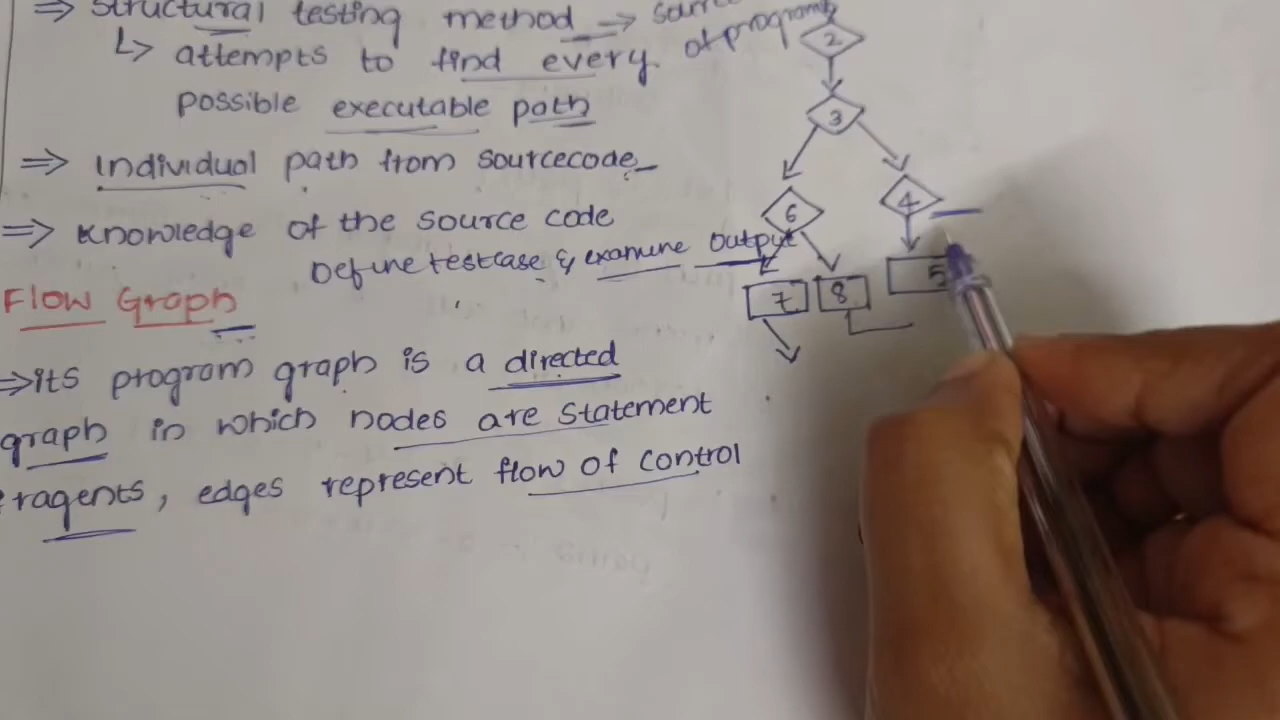 ⇒ Structural testing method → source
of program
↳ attempts to find every
possible executable path
⇒ Individual path from sourcecode
⇒ Knowledge of the source code
Define testcase & examine output
Flow Graph
⇒ its program graph is a directed
graph in which nodes are statement
ragents, edges represent flow of control
2
3
6
4
7
8
5